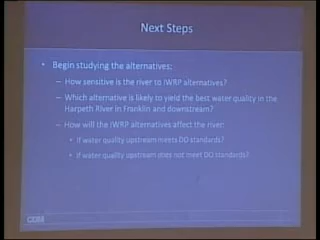 Next Steps
• Begin studying the alternatives:
– How sensitive is the river to IWRP alternatives?
– Which alternative is likely to yield the best water quality in the
Harpeth River in Franklin and downstream?
– How will the IWRP alternatives affect the river:
• If water quality upstream meets DO standards?
• If water quality upstream does not meet DO standards?
CDM